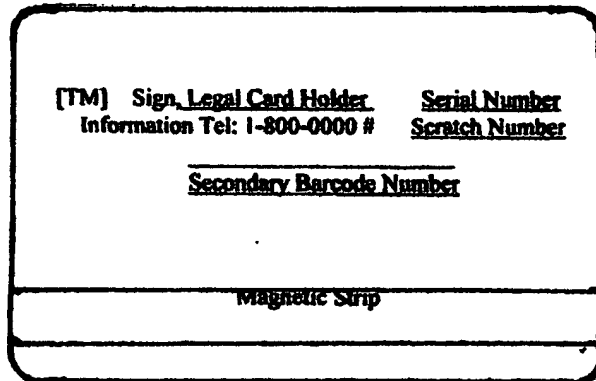 [TM] Sign, Legal Card Holder Serial Number
Information Tel: 1-800-0000 # Scratch Number
Secondary Barcode Number
Magnetic Strip